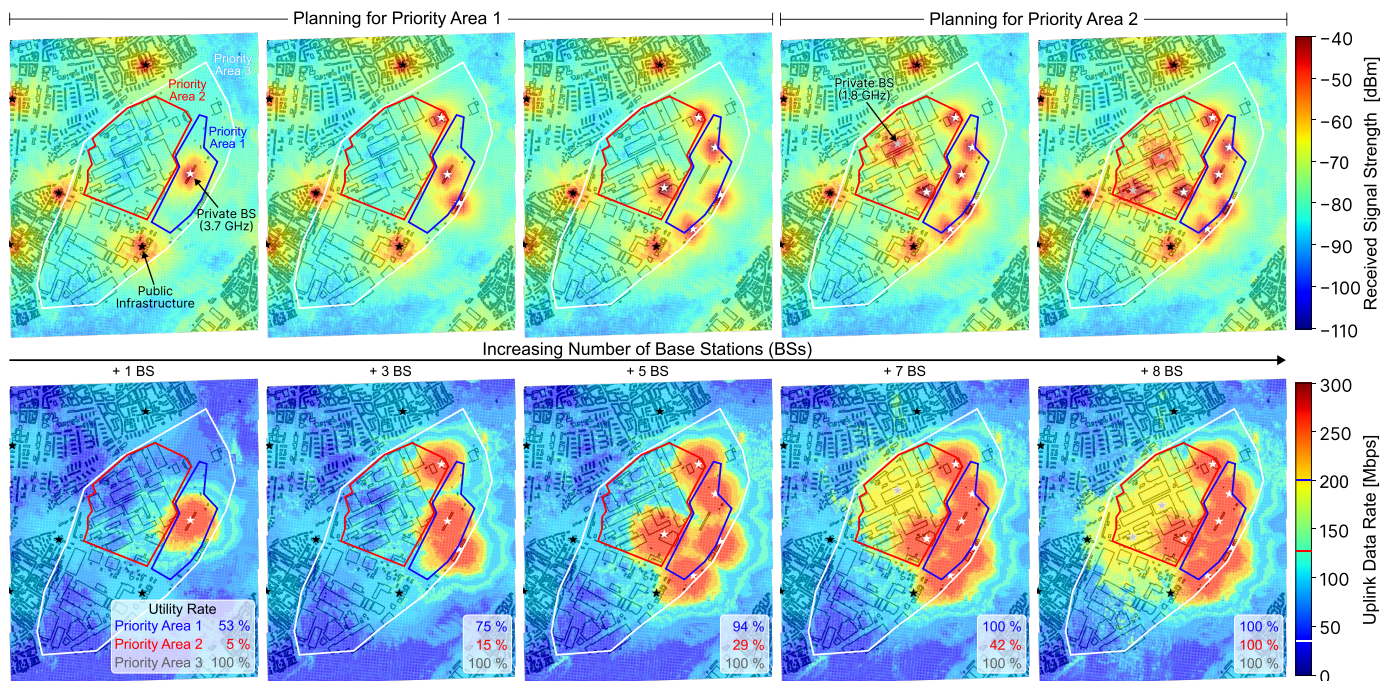 Planning for Priority Area 1
Planning for Priority Area 2
Priority
Area 3
Priority
Area 2
Priority
Area 1
Private BS
(3.7 GHz)
Public
Infrastructure
Private BS
(1.8 GHz)
−40
−50
−60
−70
−80
−90
−100
−110
Received Signal Strength [dBm]
Increasing Number of Base Stations (BSs)
+ 1 BS
+ 3 BS
+ 5 BS
+ 7 BS
+ 8 BS
Utility Rate
Priority Area 1 53 %
Priority Area 2 5 %
Priority Area 3 100 %
75 %
15 %
100 %
94 %
29 %
100 %
100 %
42 %
100 %
100 %
100 %
100 %
300
250
200
150
100
50
0
Uplink Data Rate [Mbps]